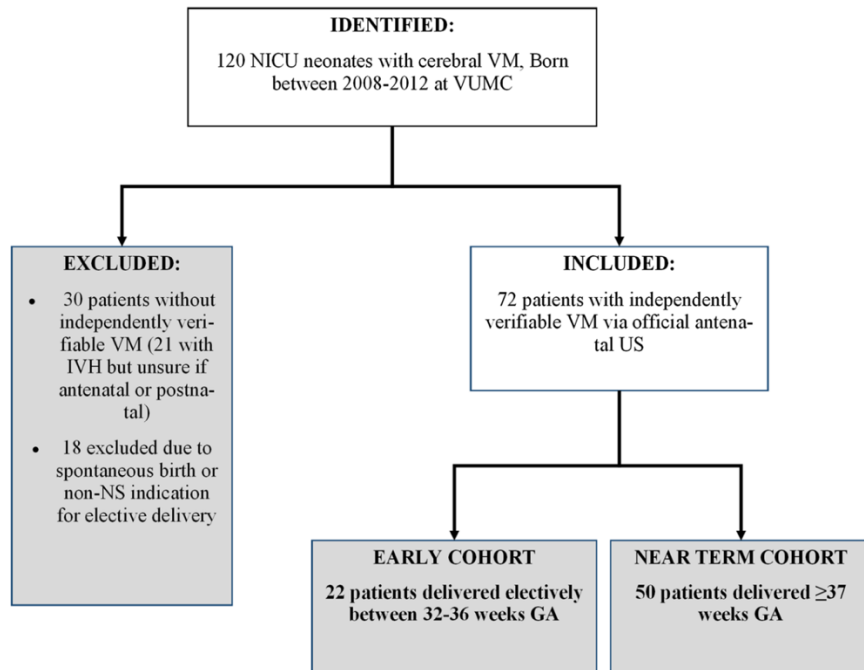 IDENTIFIED:
120 NICU neonates with cerebral VM, Born
between 2008-2012 at VUMC
EXCLUDED:
• 30 patients without
independently veri-
fiable VM (21 with
IVH but unsure if
antenatal or postna-
tal)
• 18 excluded due to
spontaneous birth or
non-NS indication
for elective delivery
INCLUDED:
72 patients with independently
verifiable VM via official antena-
tal US
EARLY COHORT
22 patients delivered electively
between 32-36 weeks GA
NEAR TERM COHORT
50 patients delivered ≥37
weeks GA